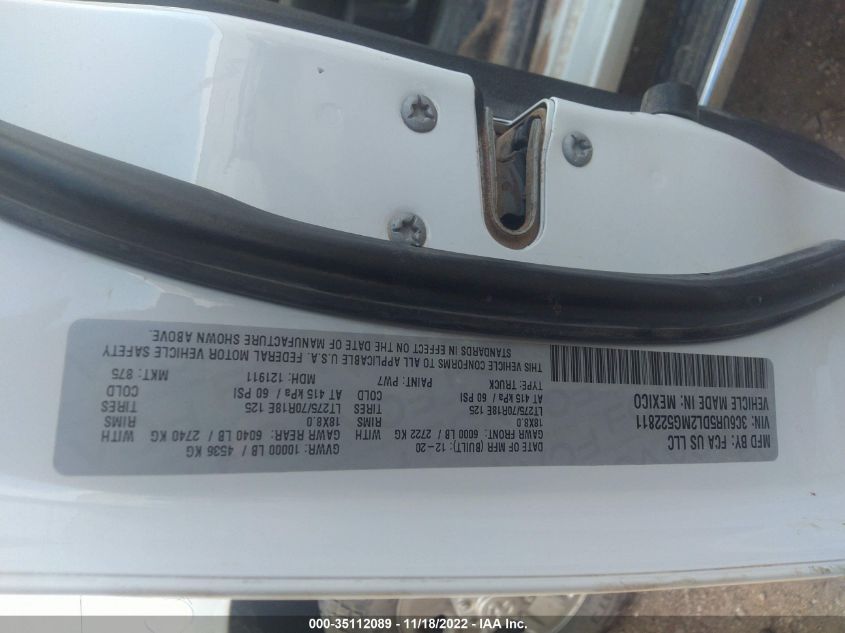 MFD BY: FCA US LLC
DATE OF MFR (BUILT): 12-20 GVWR: 10000 LB / 4536 KG
VIN: 3C6UR5DL2MG522811
GAWR FRONT: 6000 LB / 2722 KG WITH GAWR REAR: 6040 LB / 2740 KG WITH
18X8.0 RIMS 18X8.0 RIMS
LT275/70R18E 125 TIRES LT275/70R18E 125 TIRES
VEHICLE MADE IN: MEXICO
AT 415 kPa / 60 PSI COLD AT 415 kPa / 60 PSI COLD
TYPE: TRUCK PAINT: PW7 MDH: 121911 MKT: 875
THIS VEHICLE CONFORMS TO ALL APPLICABLE U.S.A. FEDERAL MOTOR VEHICLE SAFETY
STANDARDS IN EFFECT ON THE DATE OF MANUFACTURE SHOWN ABOVE.
000-35112089 - 11/18/2022 - IAA Inc.